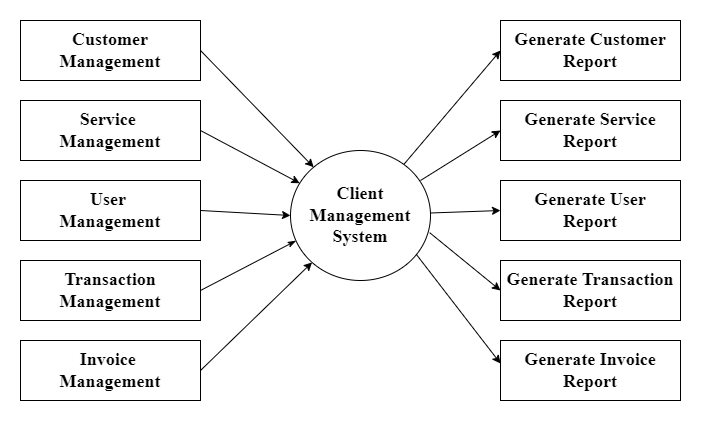 Customer
Management
Service
Management
User
Management
Transaction
Management
Invoice
Management
Client
Management
System
Generate Customer
Report
Generate Service
Report
Generate User
Report
Generate Transaction
Report
Generate Invoice
Report